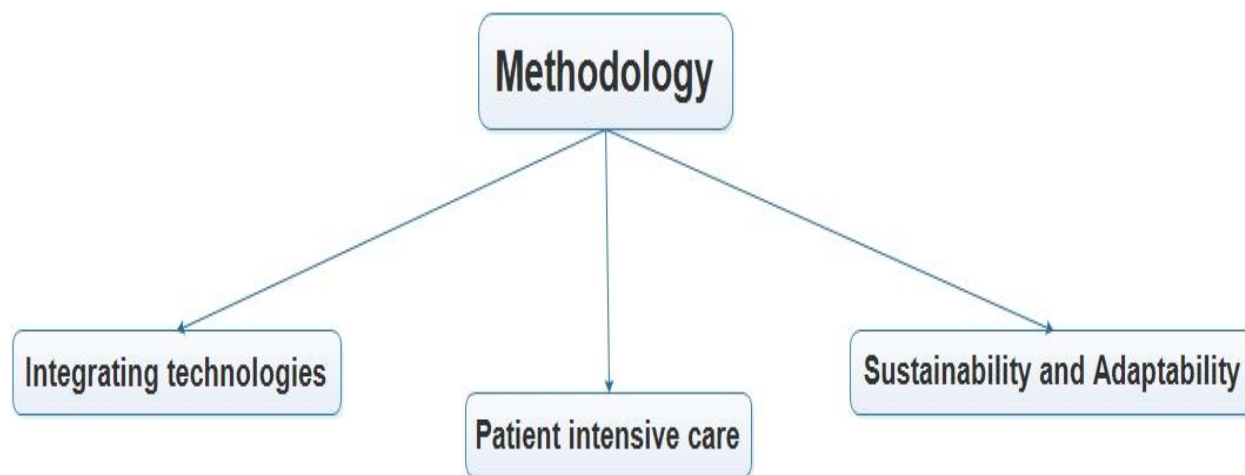 Methodology
Integrating technologies
Patient intensive care
Sustainability and Adaptability